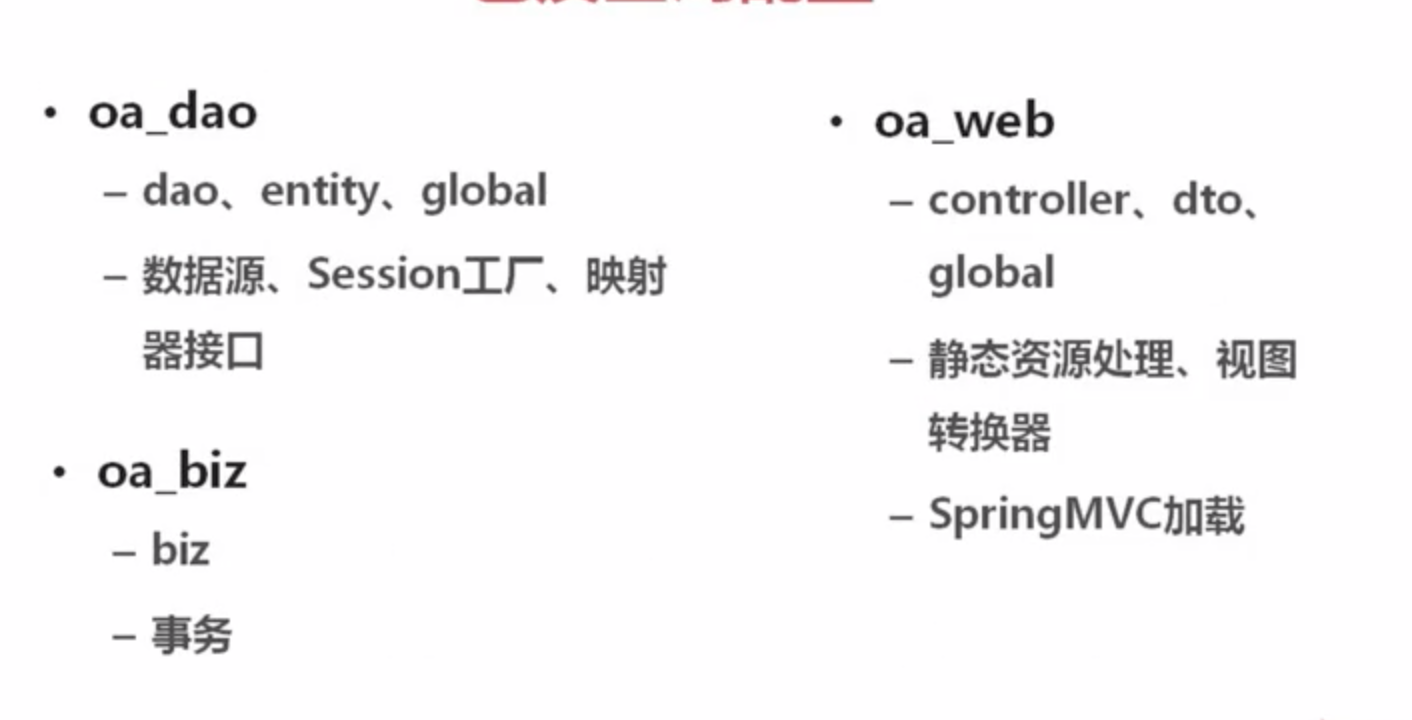 • oa_dao
– dao、entity、global
– 数据源、Session工厂、映射
器接口
• oa_biz
– biz
– 事务
• oa_web
– controller、dto、
global
– 静态资源处理、视图
转换器
– SpringMVC加载